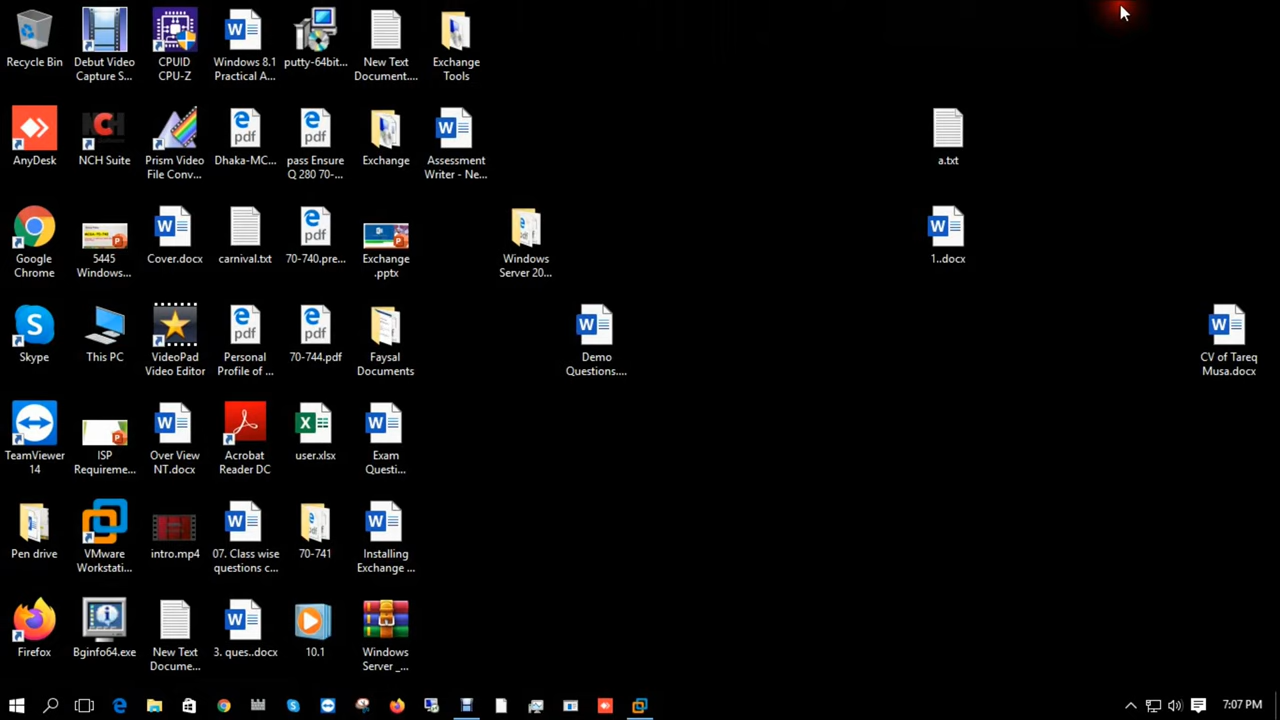 Recycle Bin
Debut Video
Capture S...
CPUID
CPU-Z
Windows 8.1
Practical A...
putty-64bit...
New Text
Document....
Exchange
Tools
AnyDesk
NCH Suite
Prism Video
File Conv...
Dhaka-MC...
pass Ensure
Q 280 70-...
Exchange
Assessment
Writer - Ne...
a.txt
Google
Chrome
5445
Windows...
Cover.docx
carnival.txt
70-740.pre...
Exchange
.pptx
Windows
Server 20...
1..docx
Skype
This PC
VideoPad
Video Editor
Personal
Profile of ...
70-744.pdf
Faysal
Documents
Demo
Questions....
CV of Tareq
Musa.docx
TeamViewer
14
ISP
Requireme...
Over View
NT.docx
Acrobat
Reader DC
user.xlsx
Exam
Questi...
Pen drive
VMware
Workstati...
intro.mp4
07. Class wise
questions c...
70-741
Installing
Exchange ...
Firefox
Bginfo64.exe
New Text
Docume...
3. ques..docx
10.1
Windows
Server _...
7:07 PM